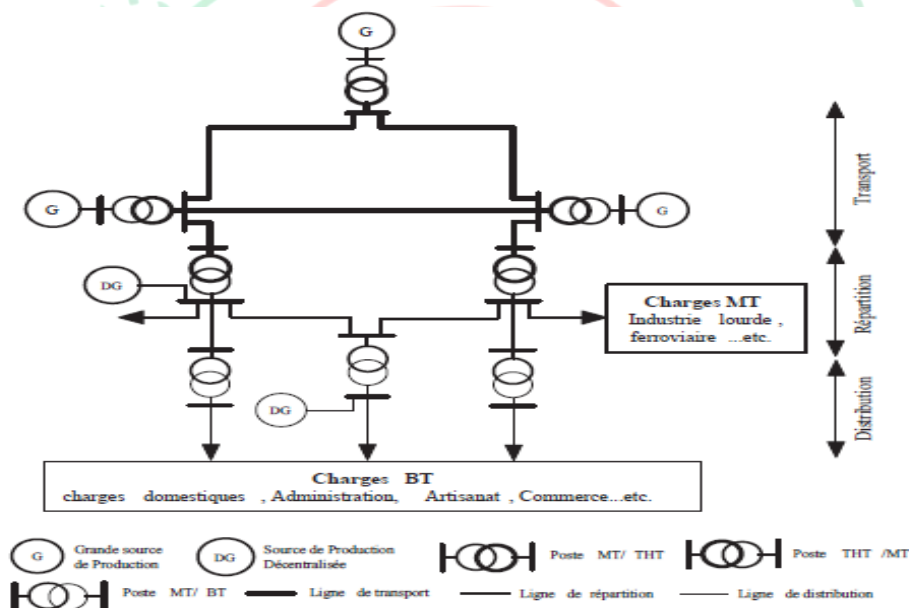 G
Transport
G
G
DG
Charges MT
Industrie lourde ,
ferroviaire ...etc.
Répartition
DG
Distribution
Charges BT
charges domestiques , Administration, Artisanat , Commerce...etc.
G Grande source de Production
DG Source de Production Décentralisée
Poste MT/ THT
Poste THT /MT
Poste MT/ BT
Ligne de transport
Ligne de répartition
Ligne de distribution